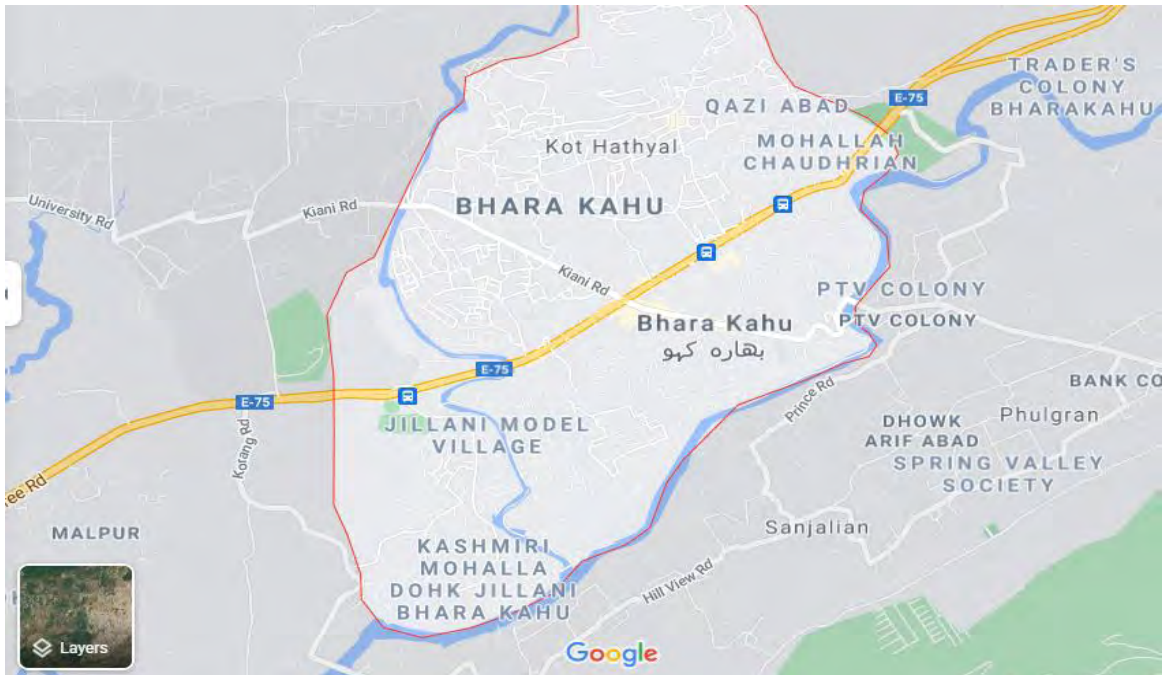 TRADER'S
COLONY
BHARAKAHU
E-75
QAZI ABAD
MOHALLAH
CHAUDHRIAN
Kot Hathyal
BHARA KAHU
University Rd
Kiani Rd
Kiani Rd
PTV COLONY
PTV COLONY
Bhara Kahu
بھارہ کہو
E-75
BANK CO
E-75
Prince Rd
Phulgran
DHOWK
ARIF ABAD
JILLANI MODEL
VILLAGE
Korang Rd
SPRING VALLEY
SOCIETY
ree Rd
MALPUR
Sanjalian
KASHMIRI
MOHALLA
DOHK JILLANI
BHARA KAHU
Hill View Rd
Layers
Google